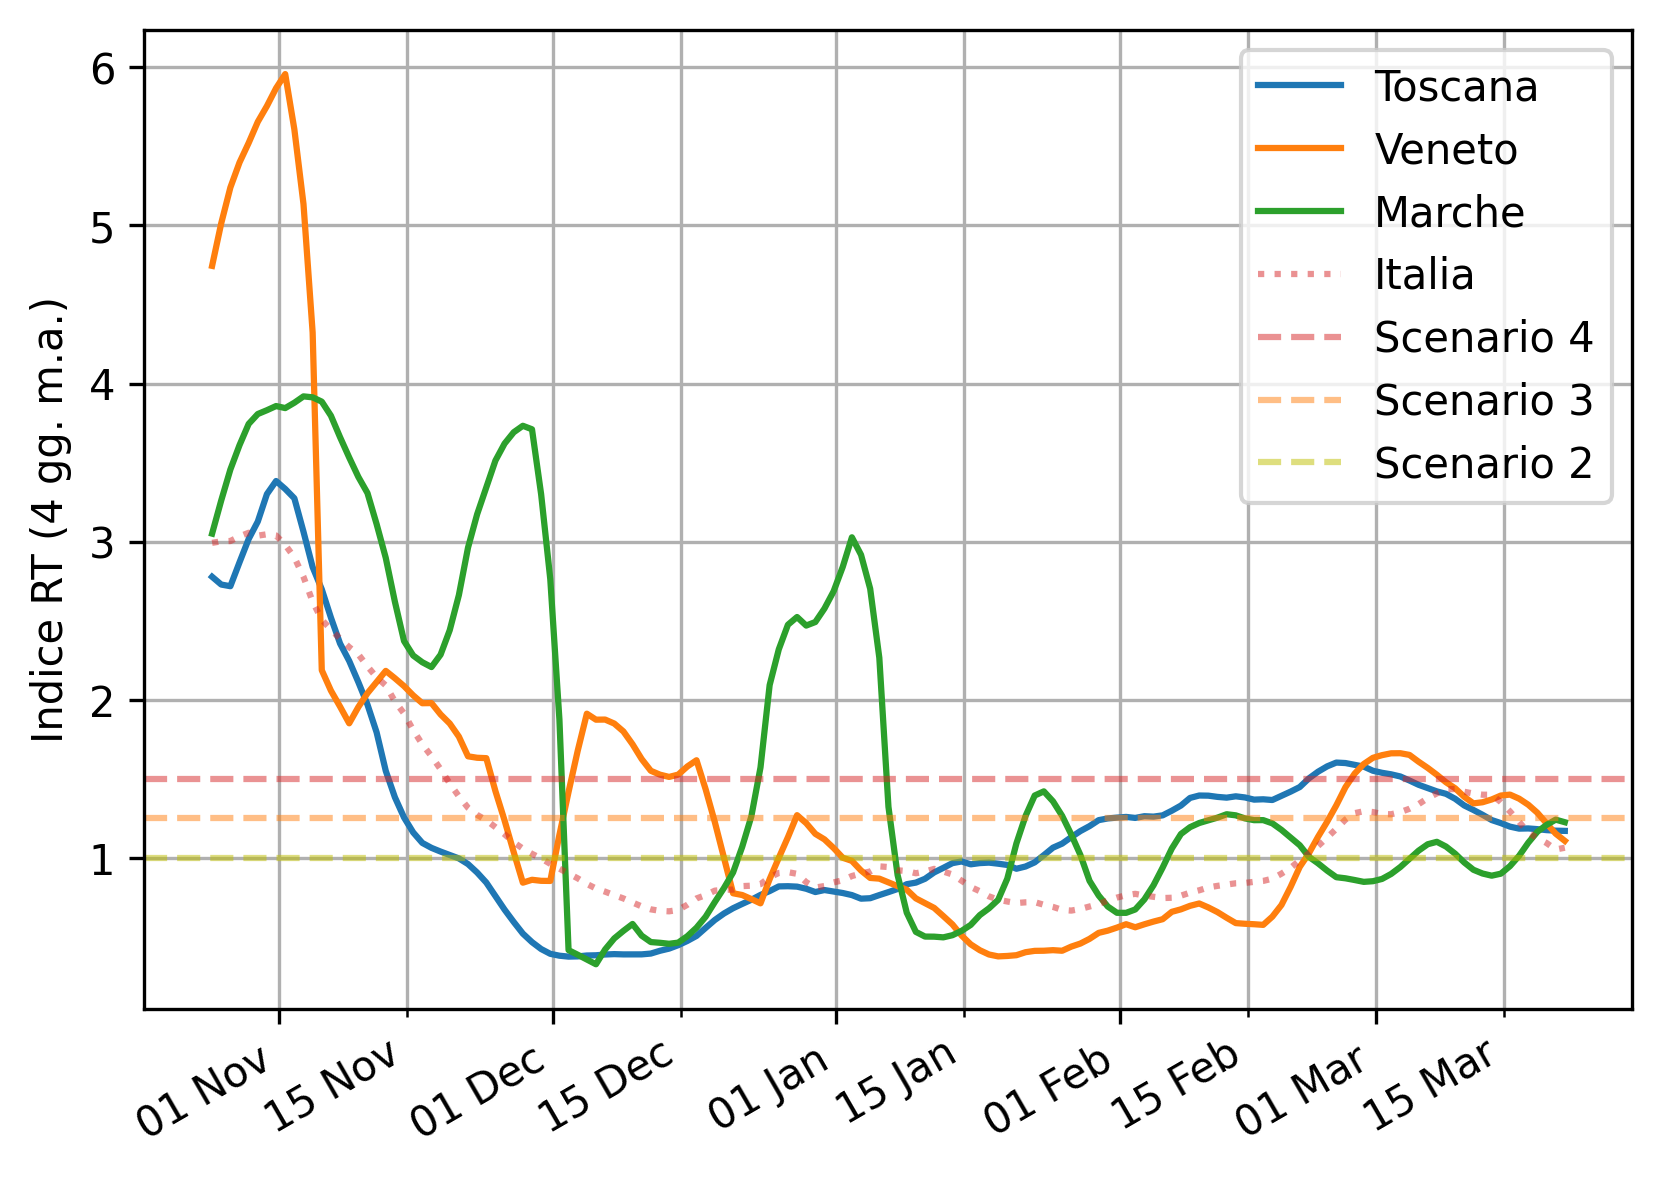 Indice RT (4 gg. m.a.)
6
5
4
3
2
1
Toscana
Veneto
Marche
Italia
Scenario 4
Scenario 3
Scenario 2
01 Nov
15 Nov
01 Dec
15 Dec
01 Jan
15 Jan
01 Feb
15 Feb
01 Mar
15 Mar